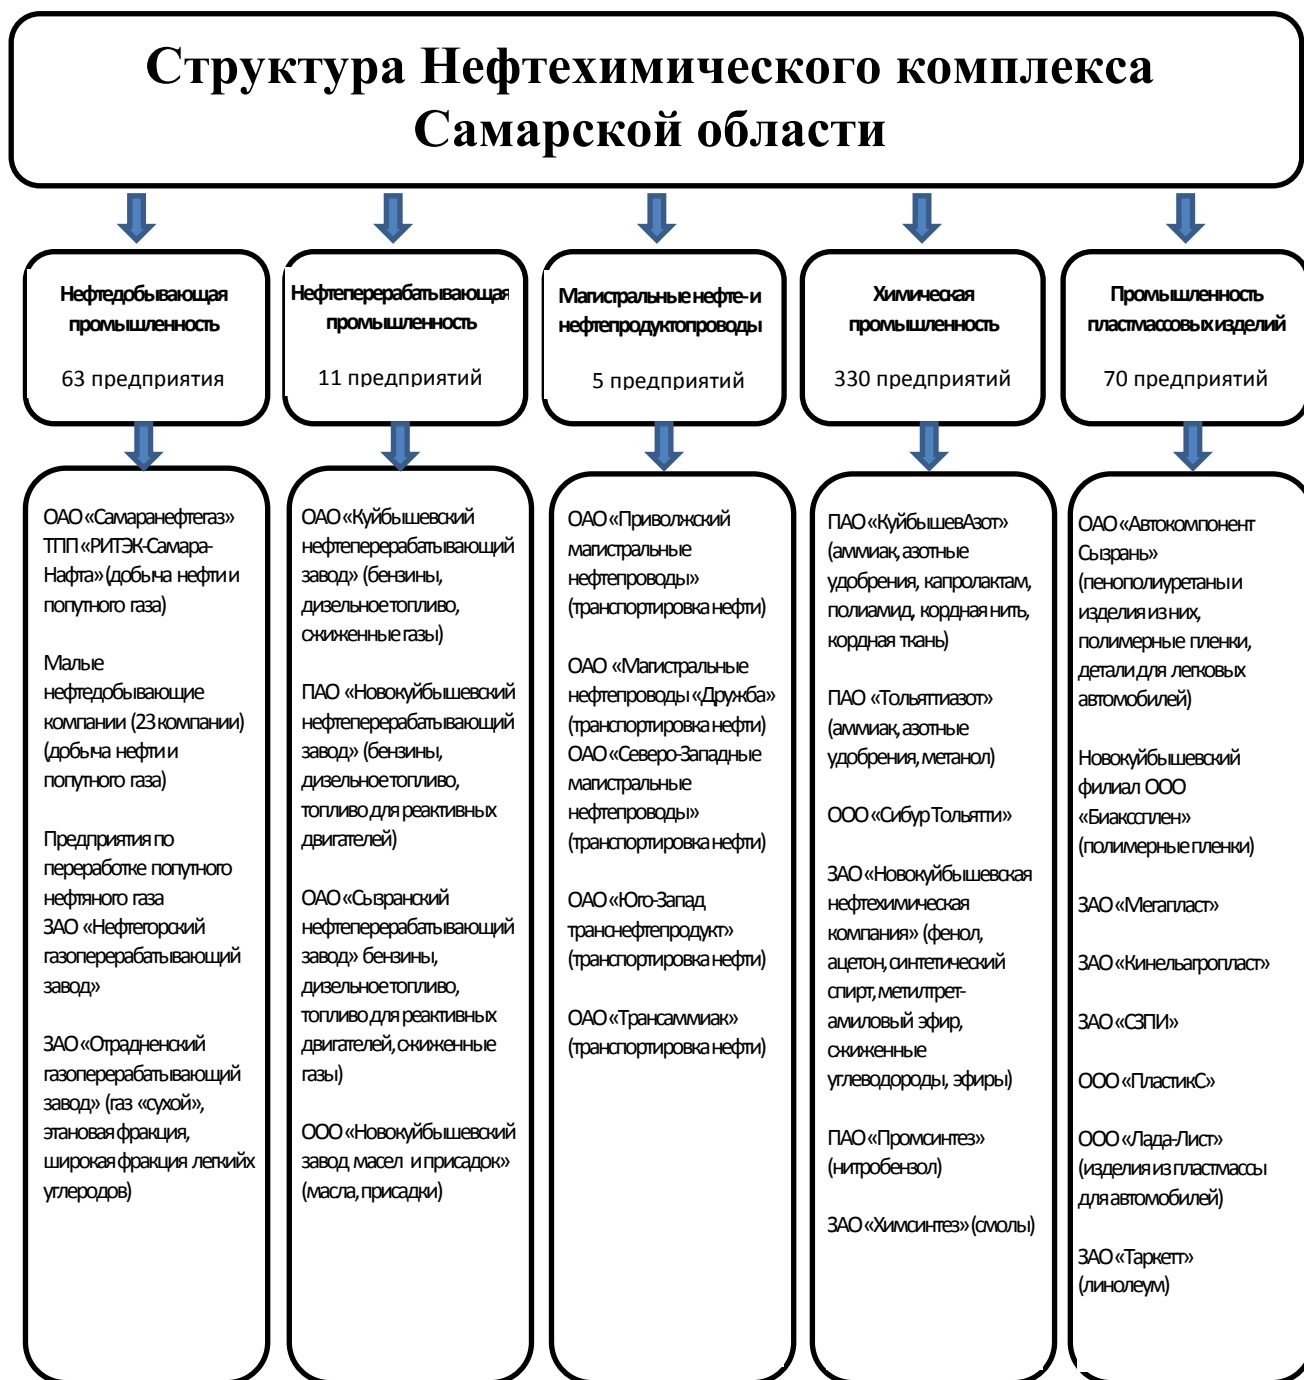 Структура Нефтехимического комплекса
Самарской области
Нефтедобывающая
промышленность
63 предприятия
Нефтеперерабатывающая
промышленность
11 предприятий
Магистральные нефте- и
нефтепродуктопроводы
5 предприятий
Химическая
промышленность
330 предприятий
Промышленность
пластмассовых изделий
70 предприятий
ОАО «Самаранефтегаз»
ТПП «РИТЭК-Самара-
Нафта» (добыча нефти и
попутного газа)
Малые
нефтедобывающие
компании (23 компании)
(добыча нефти и
попутного газа)
Предприятия по
переработке попутного
нефтяного газа
ЗАО «Нефтегорский
газоперерабатывающий
завод»
ЗАО «Отрадненский
газоперерабатывающий
завод» (газ «сухой»,
этановая фракция,
широкая фракция легкийх
углеродов)
ОАО «Куйбышевский
нефтеперерабатывающий
завод» (бензины,
дизельное топливо,
сжиженные газы)
ПАО «Новокуйбышевский
нефтеперерабатывающий
завод» (бензины,
дизельное топливо,
топливо для реактивных
двигателей)
ОАО «Сызранский
нефтеперерабатывающий
завод» бензины,
дизельное топливо,
топливо для реактивных
двигателей, сжиженные
газы)
ООО «Новокуйбышевский
завод масел и присадок»
(масла, присадки)
ОАО «Приволжский
магистральные
нефтепроводы»
(транспортировка нефти)
ОАО «Магистральные
нефтепроводы «Дружба»
(транспортировка нефти)
ОАО «Северо-Западные
магистральные
нефтепроводы»
(транспортировка нефти)
ОАО «Юго-Запад
транснефтепродукт»
(транспортировка нефти)
ОАО «Трансаммиак»
(транспортировка нефти)
ПАО «КуйбышевАзот»
(аммиак, азотные
удобрения, капролактам,
полиамид, кордная нить,
кордная ткань)
ПАО «Тольяттиазот»
(аммиак, азотные
удобрения, метанол)
ООО «Сибур Тольятти»
ЗАО «Новокуйбышевская
нефтехимическая
компания» (фенол,
ацетон, синтетический
спирт, метилтрет-
амиловый эфир,
сжиженные
углеводороды, эфиры)
ПАО «Промсинтез»
(нитробензол)
ЗАО «Химсинтез» (смолы)
ОАО «Автокомпонент
Сызрань»
(пенополиуретаны и
изделия из них,
полимерные пленки,
детали для легковых
автомобилей)
Новокуйбышевский
филиал ООО
«Биакссплен»
(полимерные пленки)
ЗАО «Мегапласт»
ЗАО «Кинельагропласт»
ЗАО «СЗПИ»
ООО «ПластикС»
ООО «Лада-Лист»
(изделия из пластмассы
для автомобилей)
ЗАО «Таркетт»
(линолеум)